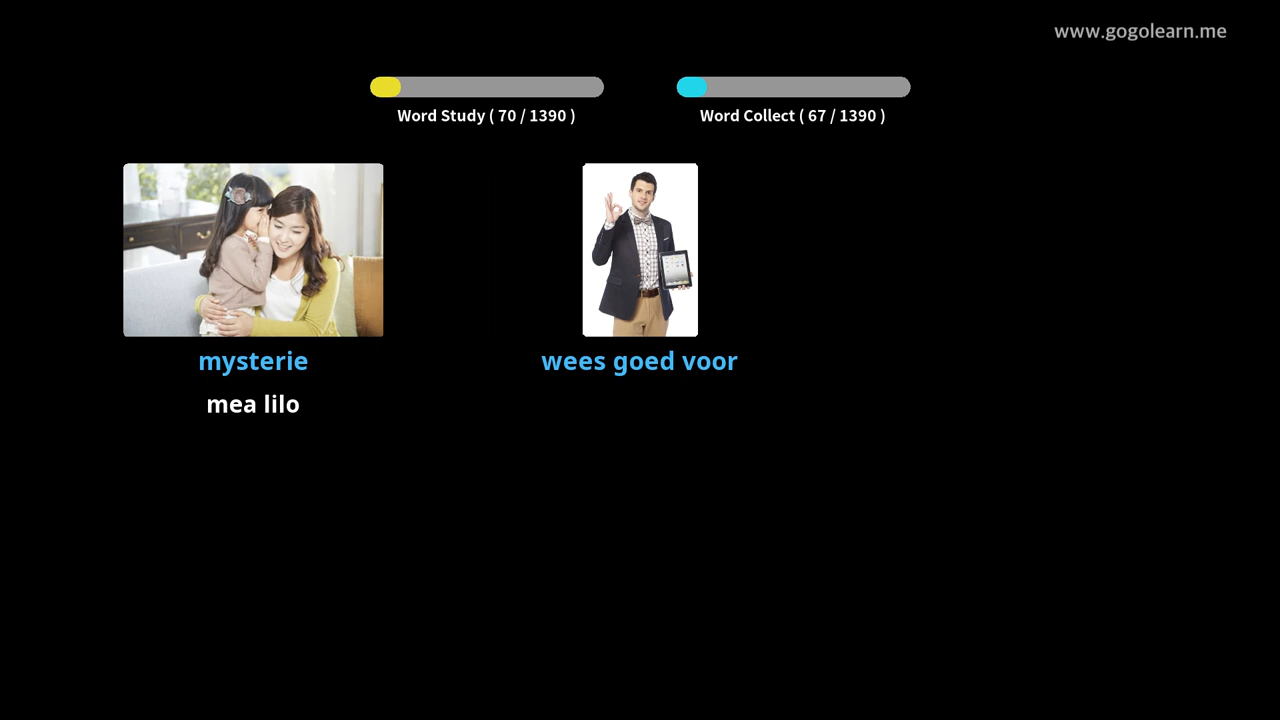 www.gogolearn.me
Word Study ( 70 / 1390 )
Word Collect ( 67 / 1390 )
mysterie
wees goed voor
mea lilo